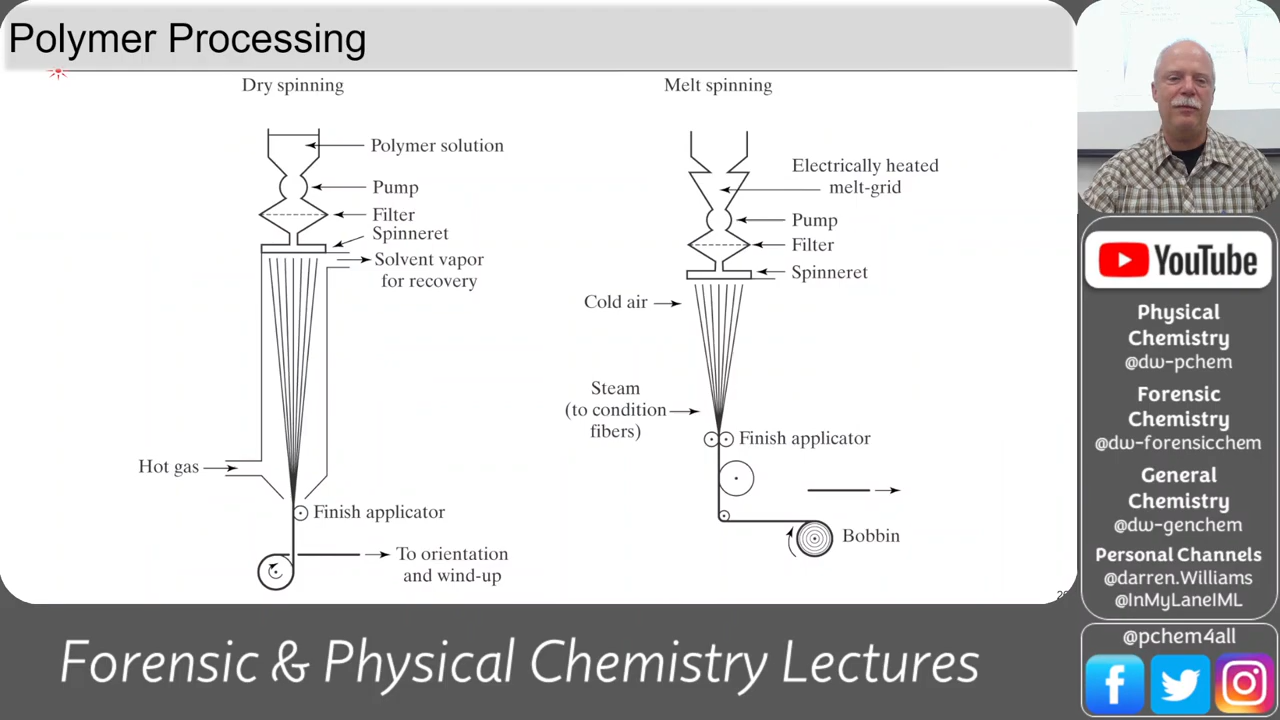 Polymer Processing
Dry spinning
Polymer solution
Pump
Filter
Spinneret
Solvent vapor
for recovery
Hot gas
Finish applicator
To orientation
and wind-up
Melt spinning
Electrically heated
melt-grid
Pump
Filter
Spinneret
Cold air
Steam
(to condition
fibers)
Finish applicator
Bobbin
YouTube
Physical
Chemistry
@dw-pchem
Forensic
Chemistry
@dw-forensicchem
General
Chemistry
@dw-genchem
Personal Channels
@darren.Williams
@InMyLaneIML
@pchem4all
Forensic & Physical Chemistry Lectures